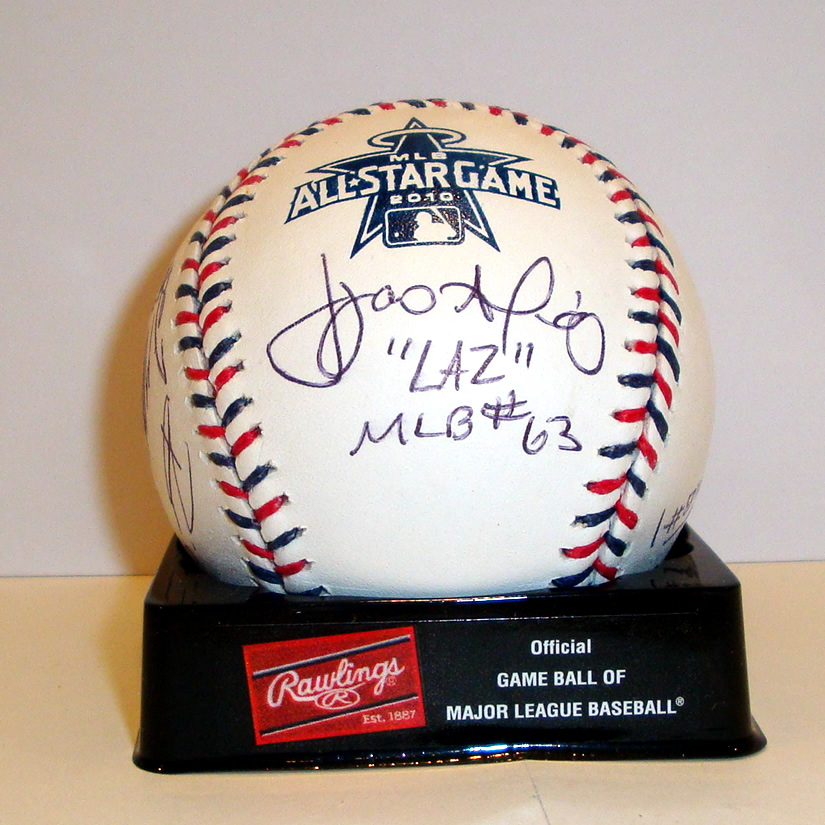 MLB
ALL★STAR GAME
2010
"LAZ"
MLB # 63
Rawlings®
R
Est. 1887
Official
GAME BALL OF
MAJOR LEAGUE BASEBALL®